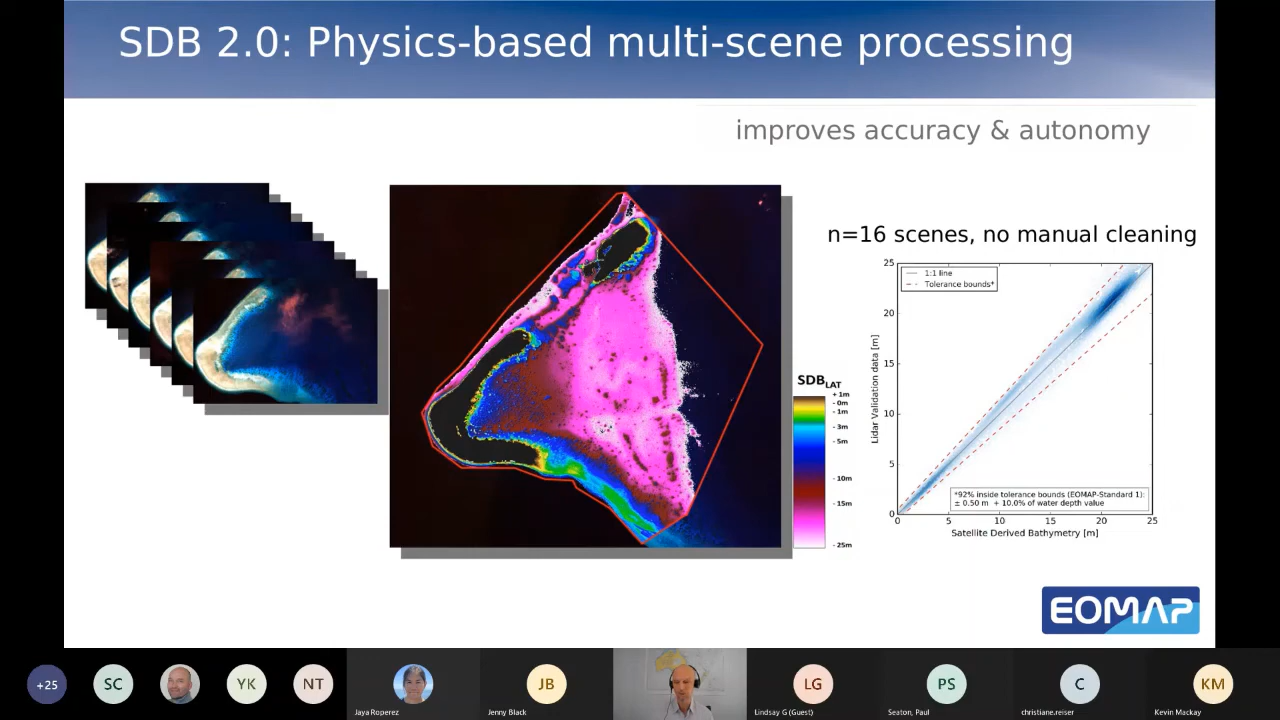 SDB 2.0: Physics-based multi-scene processing
improves accuracy & autonomy
n=16 scenes, no manual cleaning
SDB LAT
+ 1m
- 0m
- 1m
- 3m
- 5m
- 10m
- 15m
- 25m
25
20
15
10
5
0
Lidar Validation data [m]
1:1 line
Tolerance bounds*
*92% inside tolerance bounds (EOMAP-Standard 1):
± 0.50 m + 10.0% of water depth value
0 5 10 15 20 25
Satellite Derived Bathymetry [m]
EOMAP
+25
SC
YK
NT
Jaya Roperez
JB
Jenny Black
LG
Lindsay G (Guest)
PS
Seaton, Paul
C
christiane.reiser
KM
Kevin Mackay